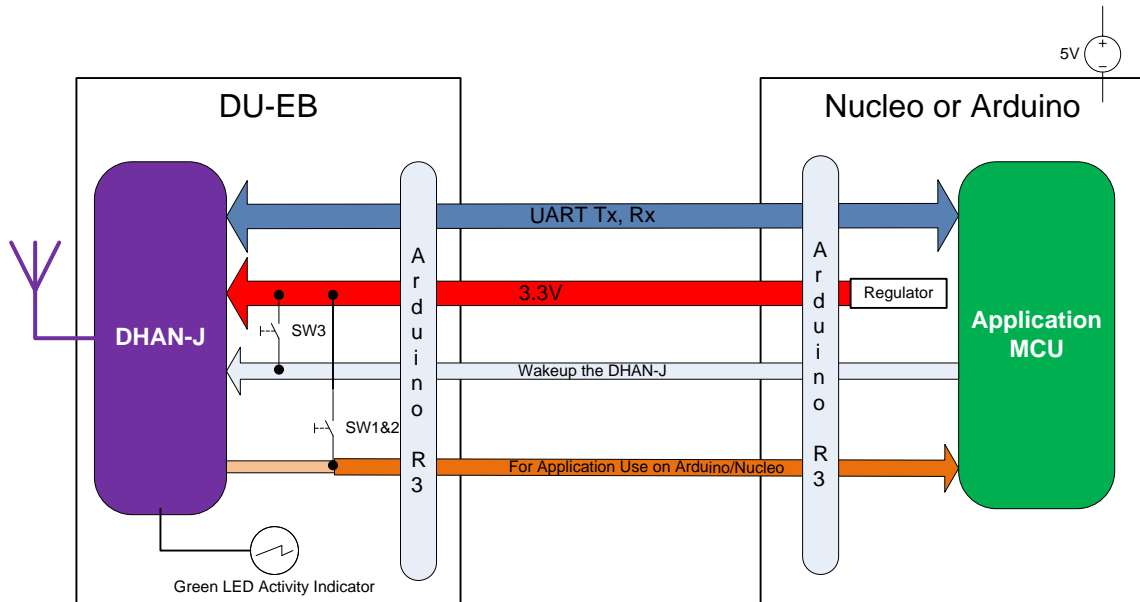 5V
DU-EB
Nucleo or Arduino
UART Tx, Rx
Arduino R3
Arduino R3
3.3V
Regulator
SW3
DHAN-J
Application
MCU
Wakeup the DHAN-J
SW1&2
For Application Use on Arduino/Nucleo
Green LED Activity Indicator